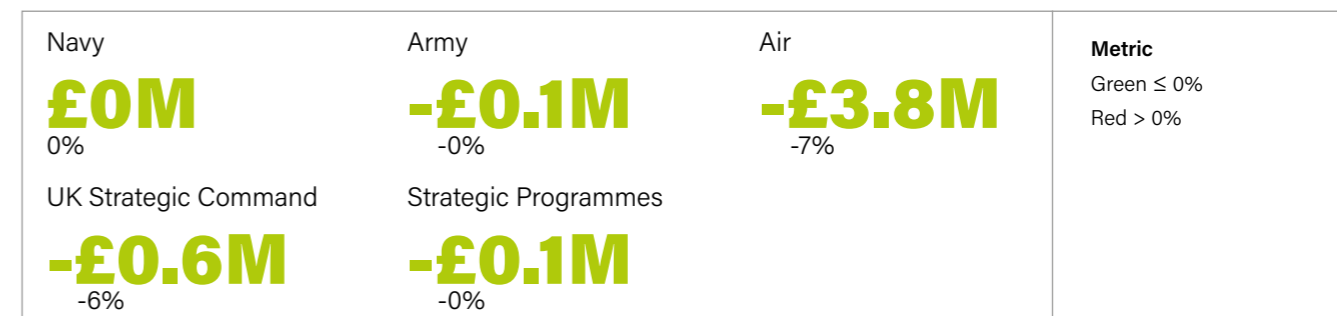 Navy
£0M
0%
Army
-£0.1M
-0%
Air
-£3.8M
-7%
UK Strategic Command
-£0.6M
-6%
Strategic Programmes
-£0.1M
-0%
Metric
Green ≤ 0%
Red > 0%